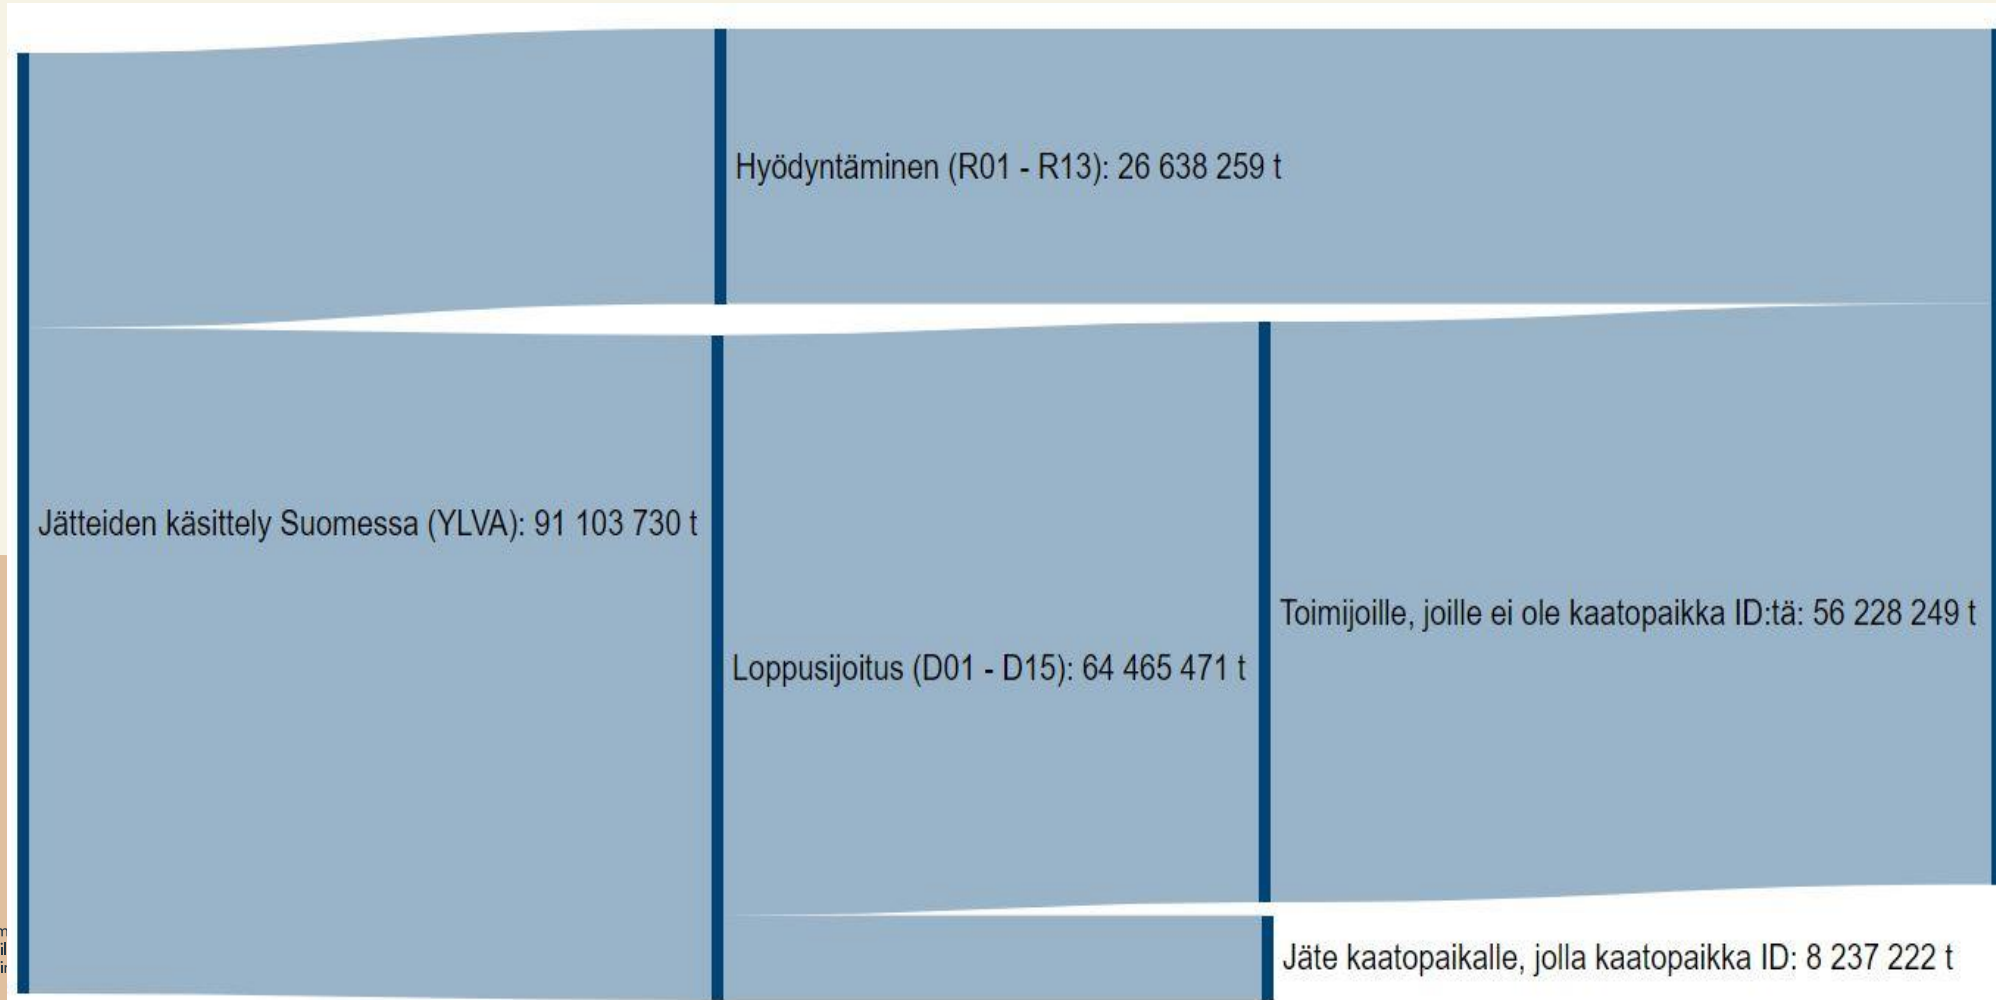 Hyödyntäminen (R01 - R13): 26 638 259 t
Jätteiden käsittely Suomessa (YLVA): 91 103 730 t
Toimijoille, joille ei ole kaatopaikka ID:tä: 56 228 249 t
Loppusijoitus (D01 - D15): 64 465 471 t
Jäte kaatopaikalle, jolla kaatopaikka ID: 8 237 222 t